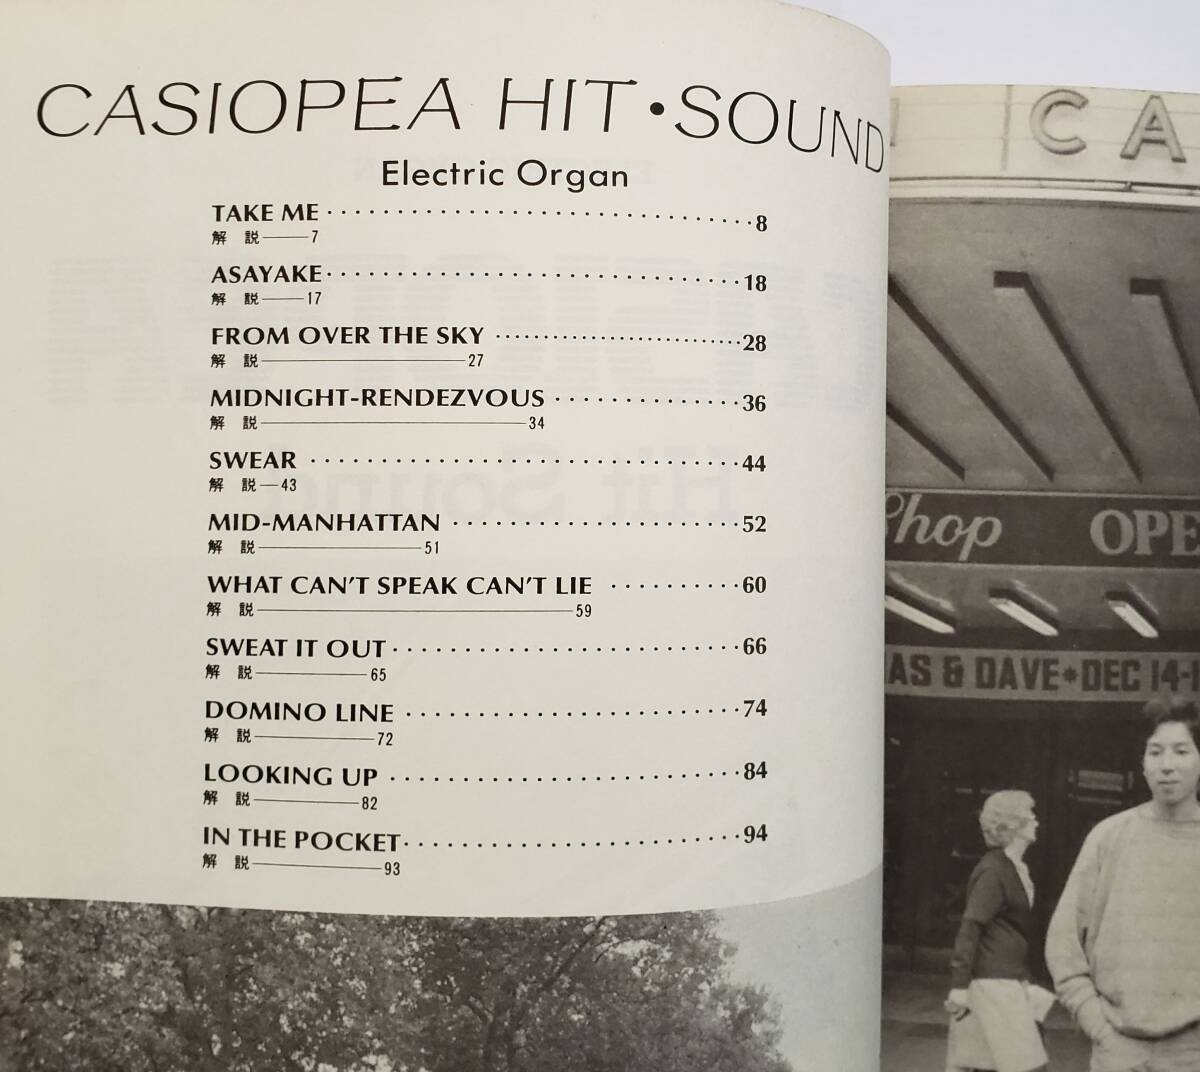 CASIOPEA HIT・SOUND
Electric Organ
TAKE ME 8
解 説 7
ASAYAKE 18
解 説 17
FROM OVER THE SKY 28
解 説 27
MIDNIGHT-RENDEZVOUS 36
解 説 34
SWEAR 44
解 説 43
MID-MANHATTAN 52
解 説 51
WHAT CAN'T SPEAK CAN'T LIE 60
解 説 59
SWEAT IT OUT 66
解 説 65
DOMINO LINE 74
解 説 72
LOOKING UP 84
解 説 82
IN THE POCKET 94
解 説 93
CA
Shop OPE
AS & DAVE*DEC 14-1